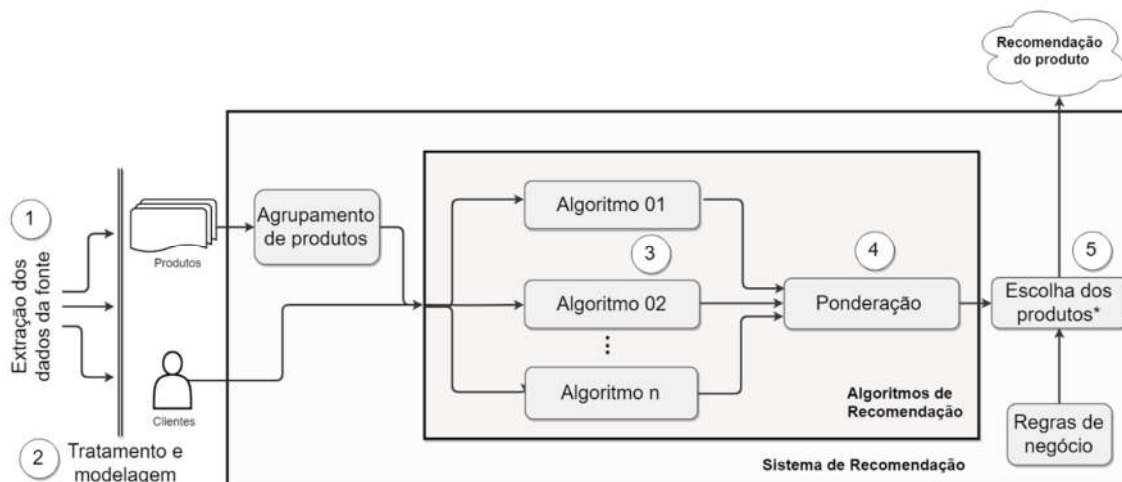 Recomendação
do produto
1
Extração dos
dados da fonte
Produtos
Clientes
2
Tratamento e
modelagem
Agrupamento
de produtos
Algoritmo 01
3
Algoritmo 02
Algoritmo n
4
Ponderação
Algoritmos de
Recomendação
Sistema de Recomendação
5
Escolha dos
produtos*
Regras de
negócio